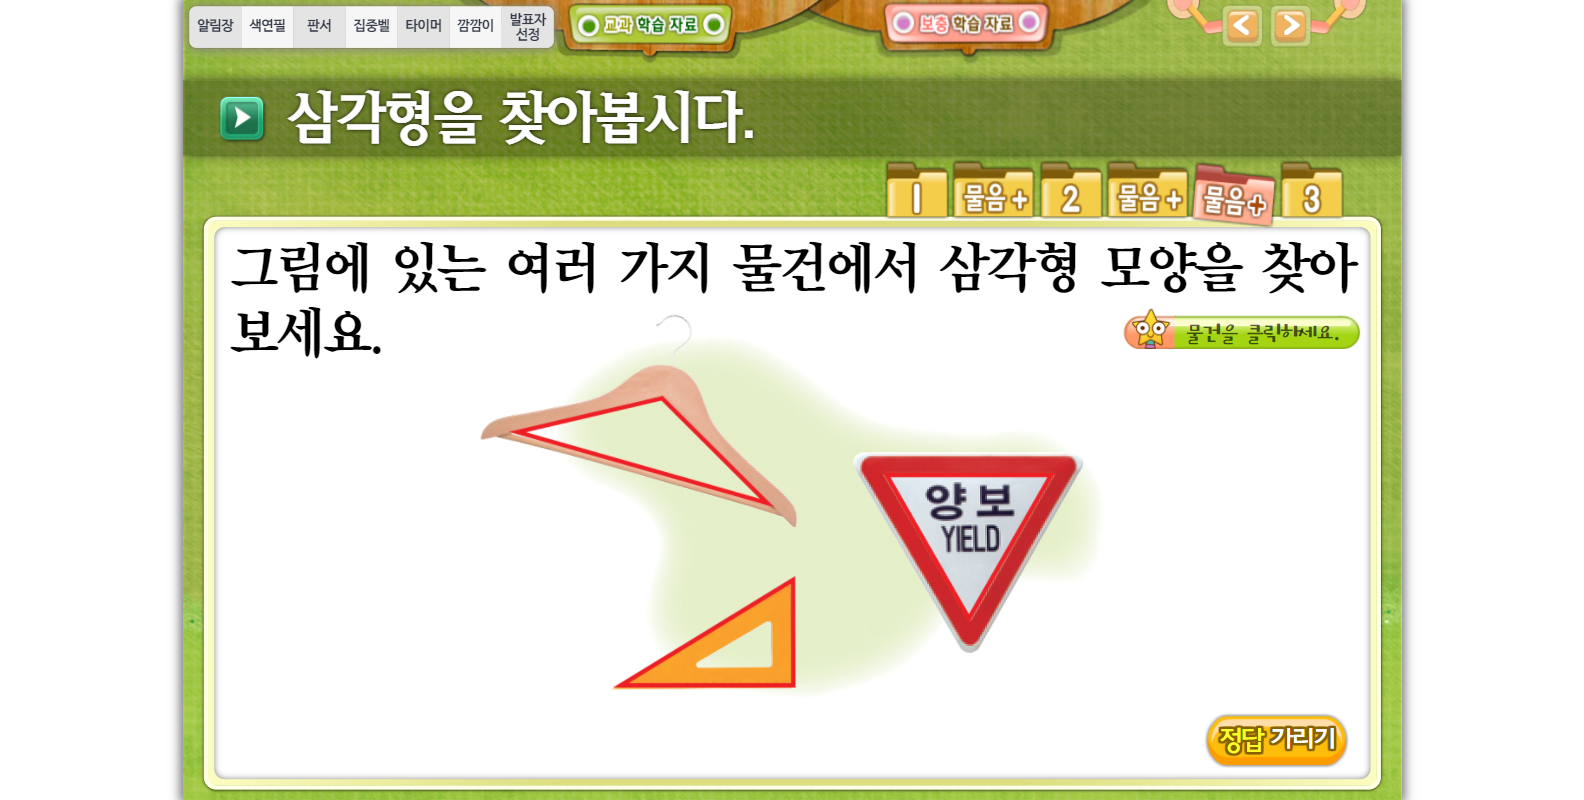 알림장 색연필 판서 집중벨 타이머 깜깜이 발표자 선정
교과 학습 자료
보충 학습 자료
삼각형을 찾아봅시다.
1 물음+ 2 물음+ 물음+ 3
그림에 있는 여러 가지 물건에서 삼각형 모양을 찾아
보세요.
물건을 클릭하세요.
양보
YIELD
정답 가리기